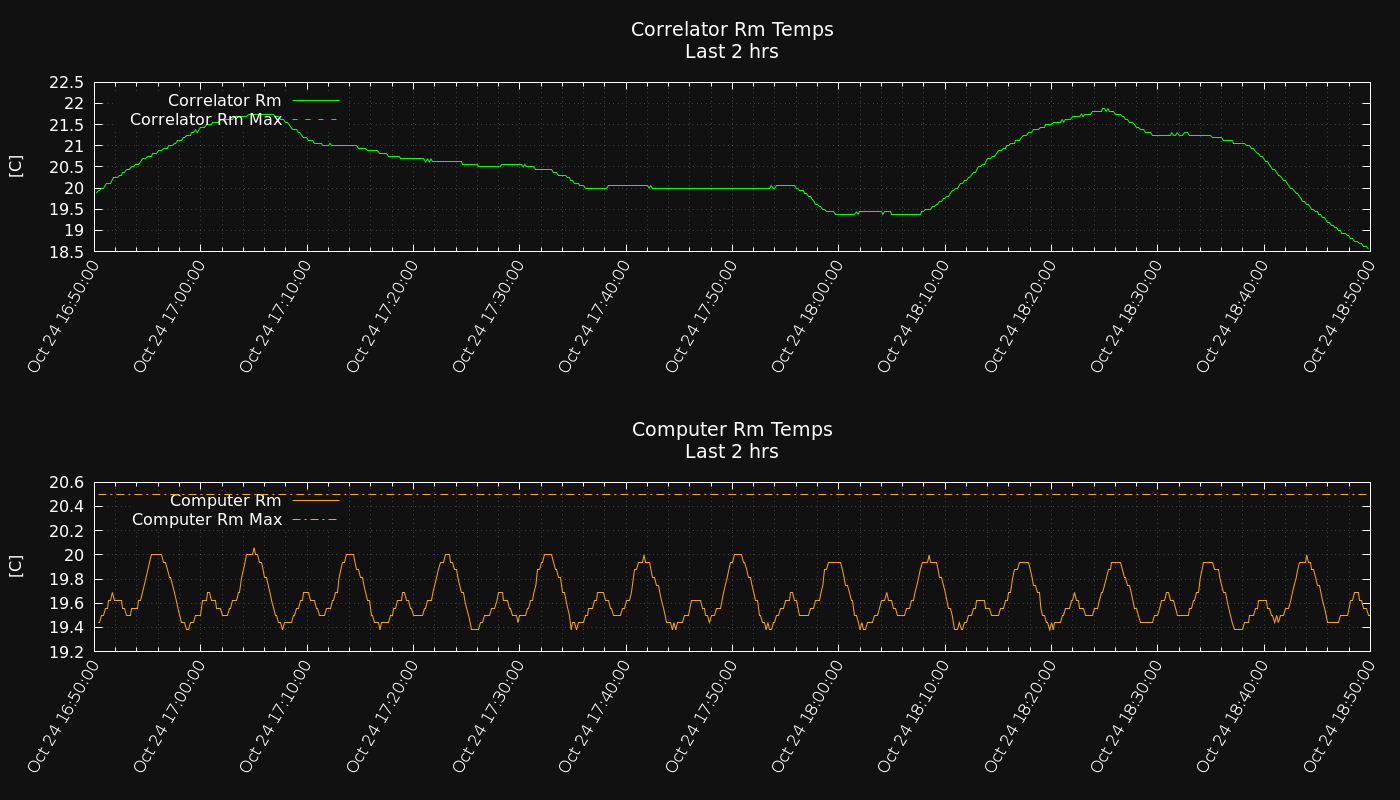 Correlator Rm Temps
Last 2 hrs
22.5
22
21.5
21
20.5
20
19.5
19
18.5
[C]
Correlator Rm
Correlator Rm Max
Oct 24 16:50:00
Oct 24 17:00:00
Oct 24 17:10:00
Oct 24 17:20:00
Oct 24 17:30:00
Oct 24 17:40:00
Oct 24 17:50:00
Oct 24 18:00:00
Oct 24 18:10:00
Oct 24 18:20:00
Oct 24 18:30:00
Oct 24 18:40:00
Oct 24 18:50:00
Computer Rm Temps
Last 2 hrs
20.6
20.4
20.2
20
19.8
19.6
19.4
19.2
[C]
Computer Rm
Computer Rm Max
Oct 24 16:50:00
Oct 24 17:00:00
Oct 24 17:10:00
Oct 24 17:20:00
Oct 24 17:30:00
Oct 24 17:40:00
Oct 24 17:50:00
Oct 24 18:00:00
Oct 24 18:10:00
Oct 24 18:20:00
Oct 24 18:30:00
Oct 24 18:40:00
Oct 24 18:50:00